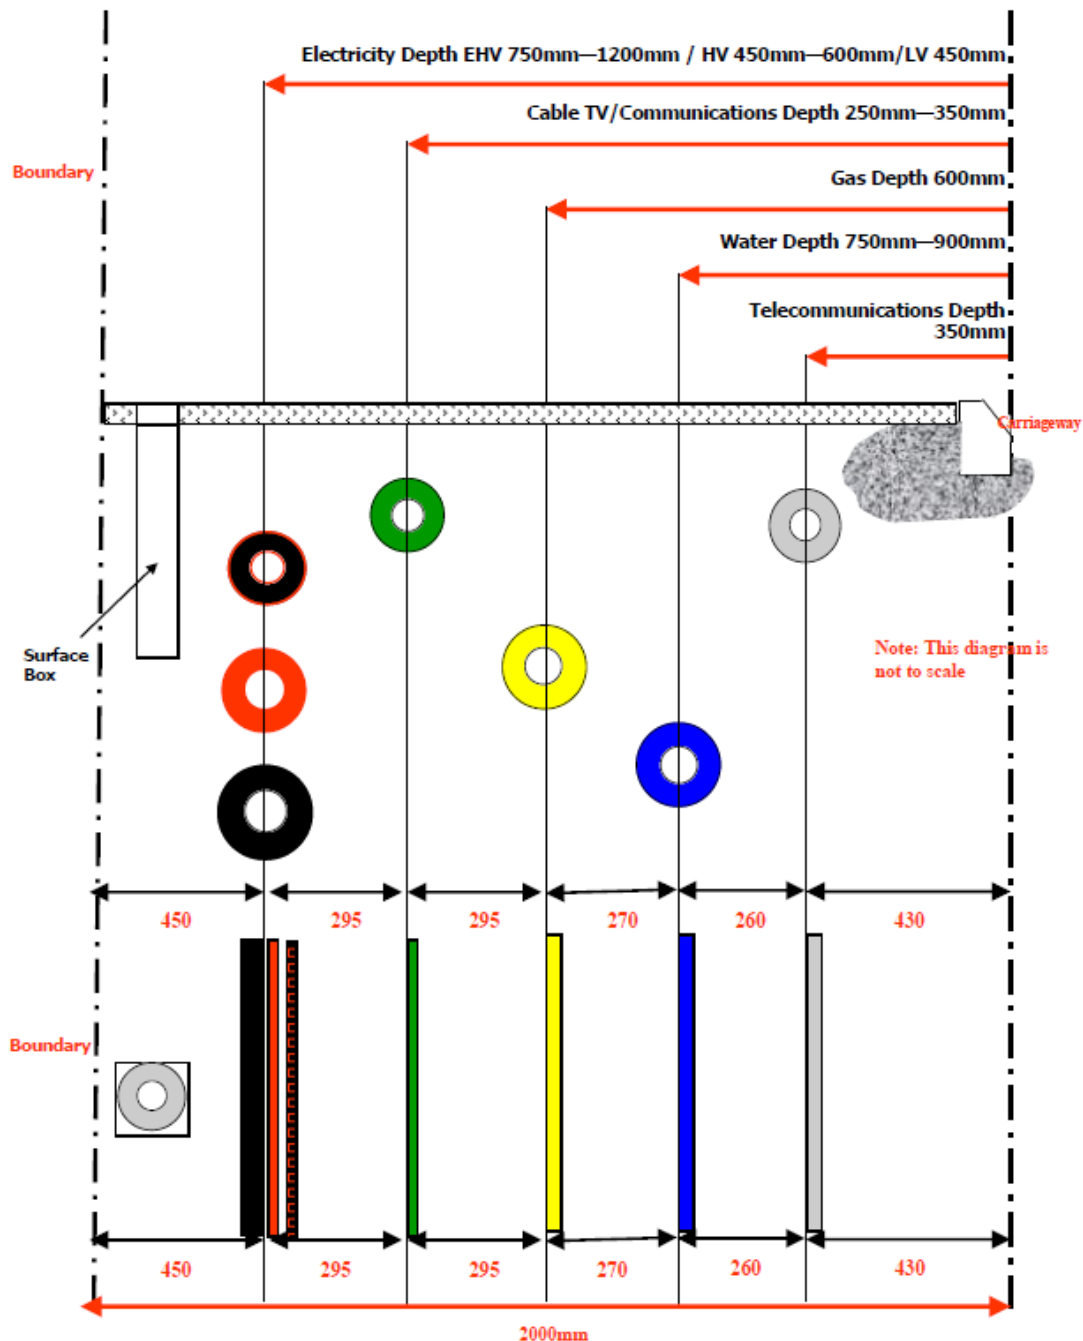 Electricity Depth EHV 750mm—1200mm / HV 450mm—600mm/LV 450mm
Cable TV/Communications Depth 250mm—350mm
Boundary
Gas Depth 600mm
Water Depth 750mm—900mm
Telecommunications Depth
350mm
Carriageway
Surface
Box
Note: This diagram is
not to scale
450 295 295 270 260 430
Boundary
450 295 295 270 260 430
2000mm